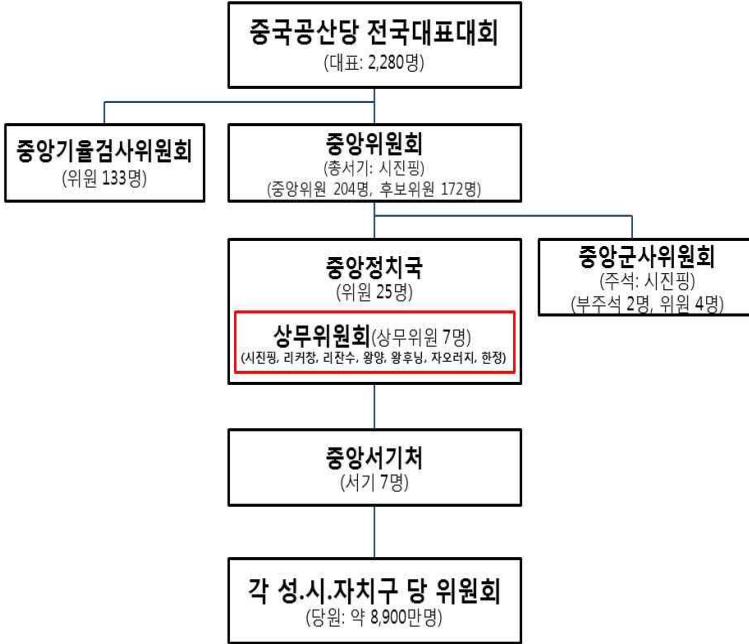 중국공산당 전국대표대회
(대표: 2,280명)
중앙기율검사위원회
(위원 133명)
중앙위원회
(총서기: 시진핑)
(중앙위원 204명, 후보위원 172명)
중앙정치국
(위원 25명)
상무위원회(상무위원 7명)
(시진핑, 리커창, 리잔수, 왕양, 왕후닝, 자오러지, 한정)
중앙군사위원회
(주석: 시진핑)
(부주석 2명, 위원 4명)
중앙서기처
(서기 7명)
각 성.시.자치구 당 위원회
(당원: 약 8,900만명)